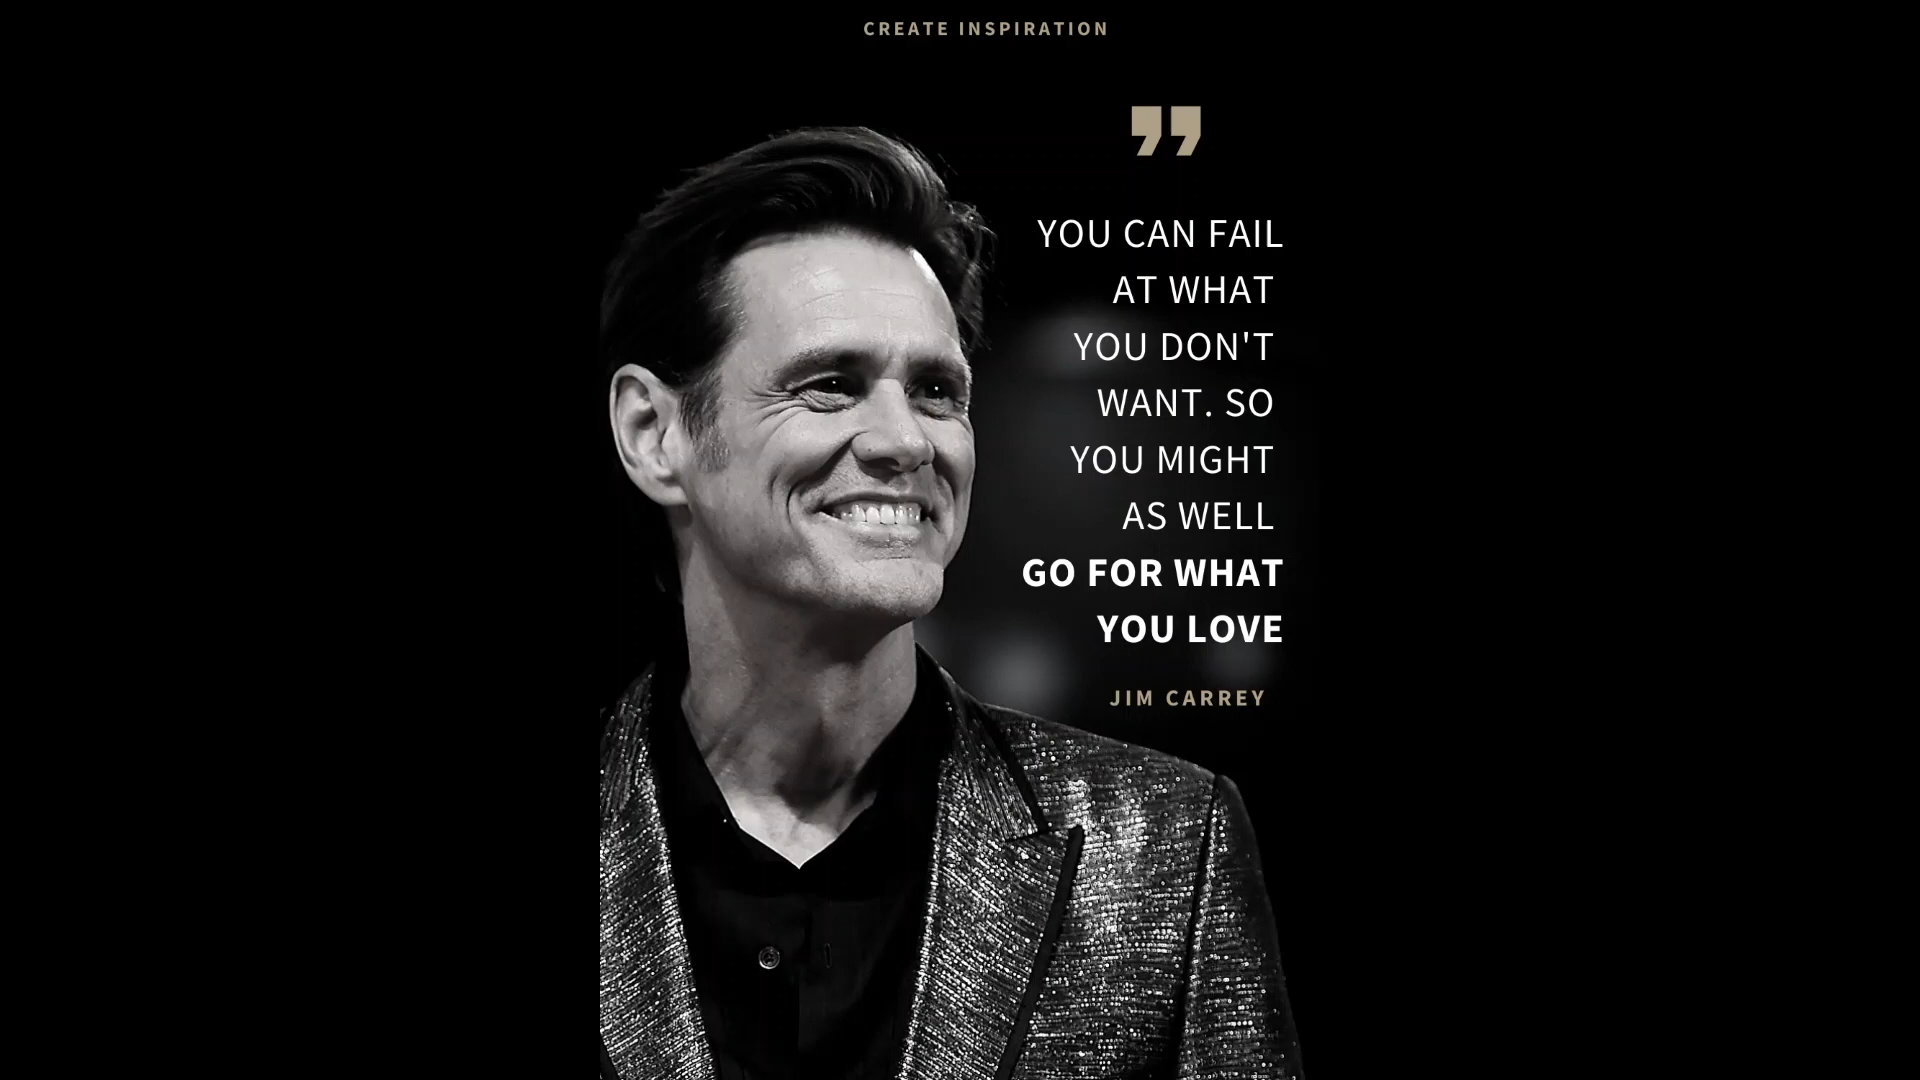 CREATE INSPIRATION
”
YOU CAN FAIL
AT WHAT
YOU DON'T
WANT. SO
YOU MIGHT
AS WELL
GO FOR WHAT
YOU LOVE
JIM CARREY